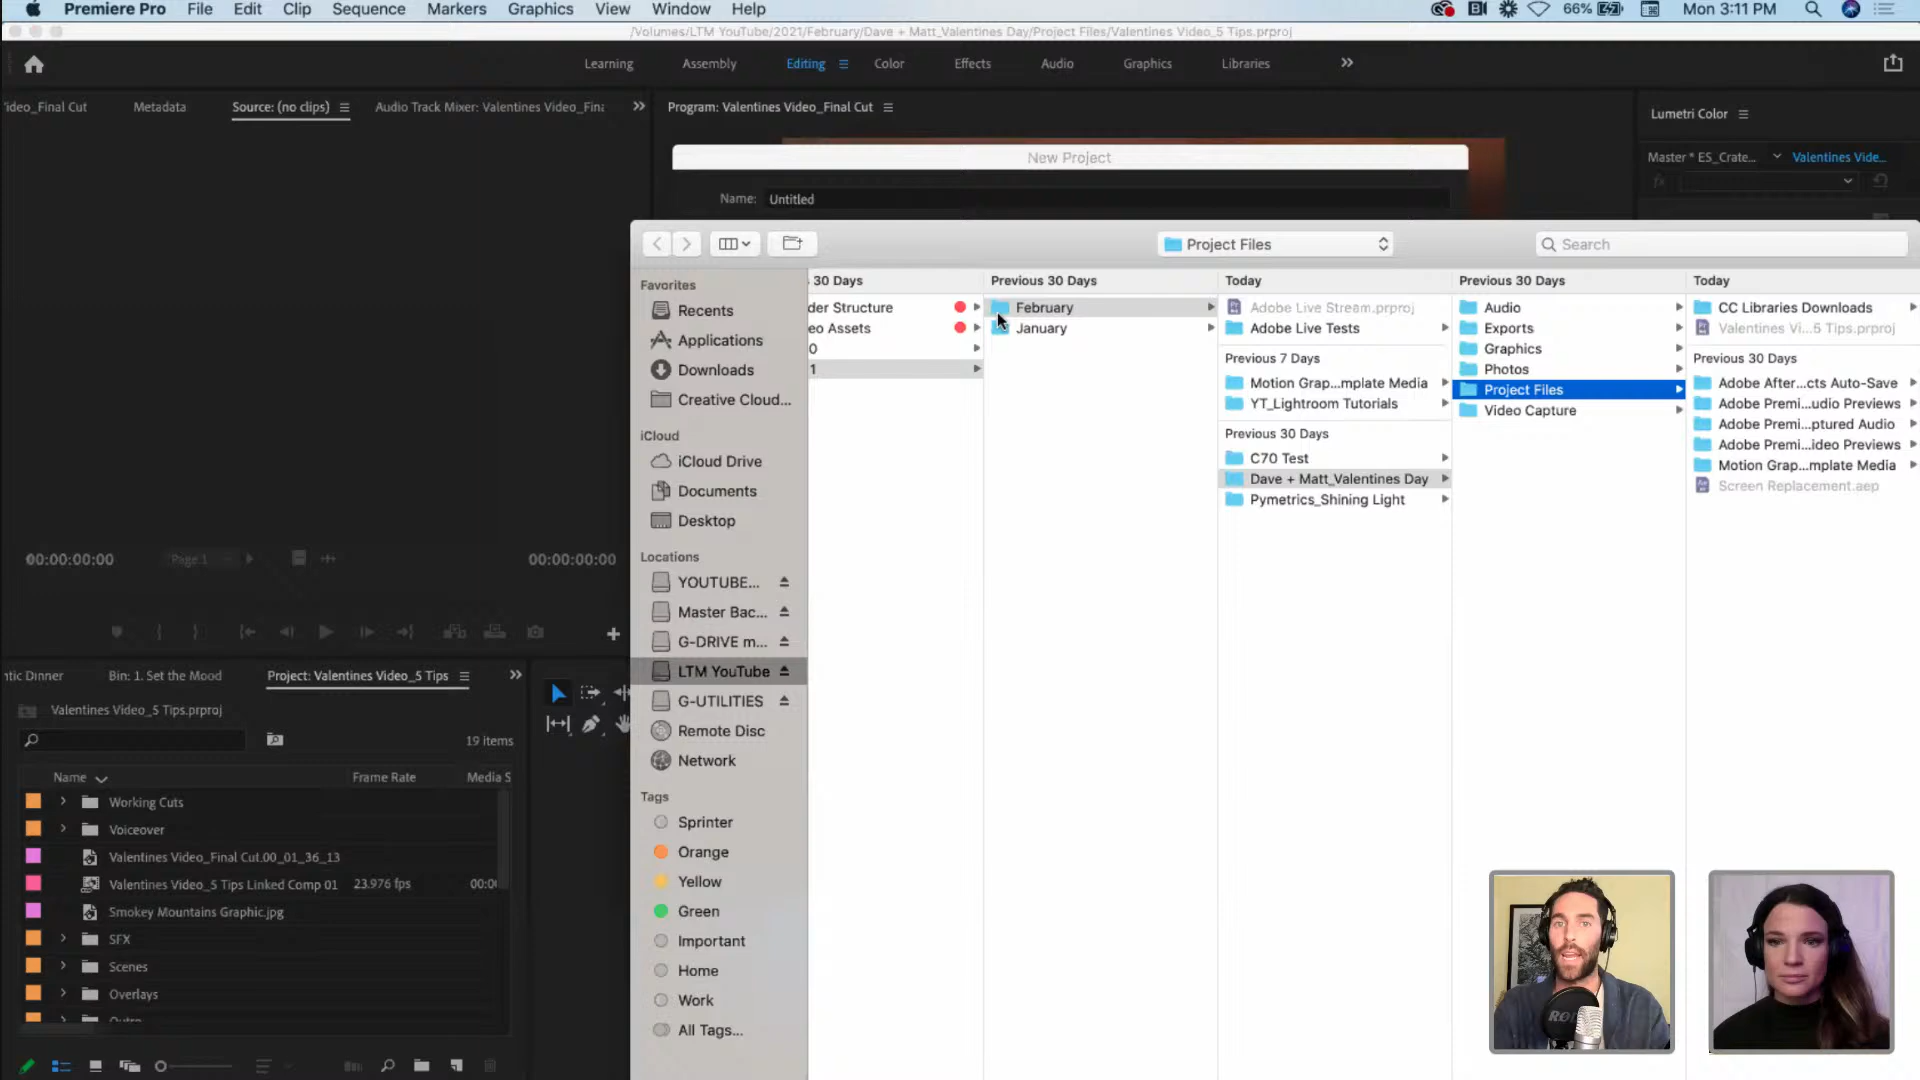 Premiere Pro File Edit Clip Sequence Markers Graphics View Window Help 66% Mon 3:11 PM
/Volumes/LTM YouTube/2021/February/Dave + Matt_Valentines Day/Project Files/Valentines Video_5 Tips.prproj
Learning Assembly Editing Color Effects Audio Graphics Libraries
ideo_Final Cut Metadata Source: (no clips) Audio Track Mixer: Valentines Video_Fina Program: Valentines Video_Final Cut Lumetri Color
New Project
Master * ES_Crate... Valentines Vide...
Name: Untitled
fx
Project Files Search
Favorites
Recents
Applications
Downloads
Creative Cloud...
iCloud
iCloud Drive
Documents
Desktop
Locations
YOUTUBE...
Master Bac...
G-DRIVE m...
LTM YouTube
G-UTILITIES
Remote Disc
Network
Tags
Sprinter
Orange
Yellow
Green
Important
Home
Work
All Tags...
30 Days
der Structure
eo Assets
0
1
Previous 30 Days
February
January
Today
Adobe Live Stream.prproj
Adobe Live Tests
Previous 7 Days
Motion Grap...mplate Media
YT_Lightroom Tutorials
Previous 30 Days
C70 Test
Dave + Matt_Valentines Day
Pymetrics_Shining Light
Previous 30 Days
Audio
Exports
Graphics
Photos
Project Files
Video Capture
Today
CC Libraries Downloads
Valentines Vi...5 Tips.prproj
Previous 30 Days
Adobe After...cts Auto-Save
Adobe Premi...udio Previews
Adobe Premi...ptured Audio
Adobe Premi...ideo Previews
Motion Grap...mplate Media
Screen Replacement.aep
00:00:00:00 Page 1 00:00:00:00
ntic Dinner Bin: 1. Set the Mood Project: Valentines Video_5 Tips
Valentines Video_5 Tips.prproj
19 items
Name Frame Rate Media S
Working Cuts
Voiceover
Valentines Video_Final Cut.00_01_36_13
Valentines Video_5 Tips Linked Comp 01 23.976 fps 00:00
Smokey Mountains Graphic.jpg
SFX
Scenes
Overlays
Outro